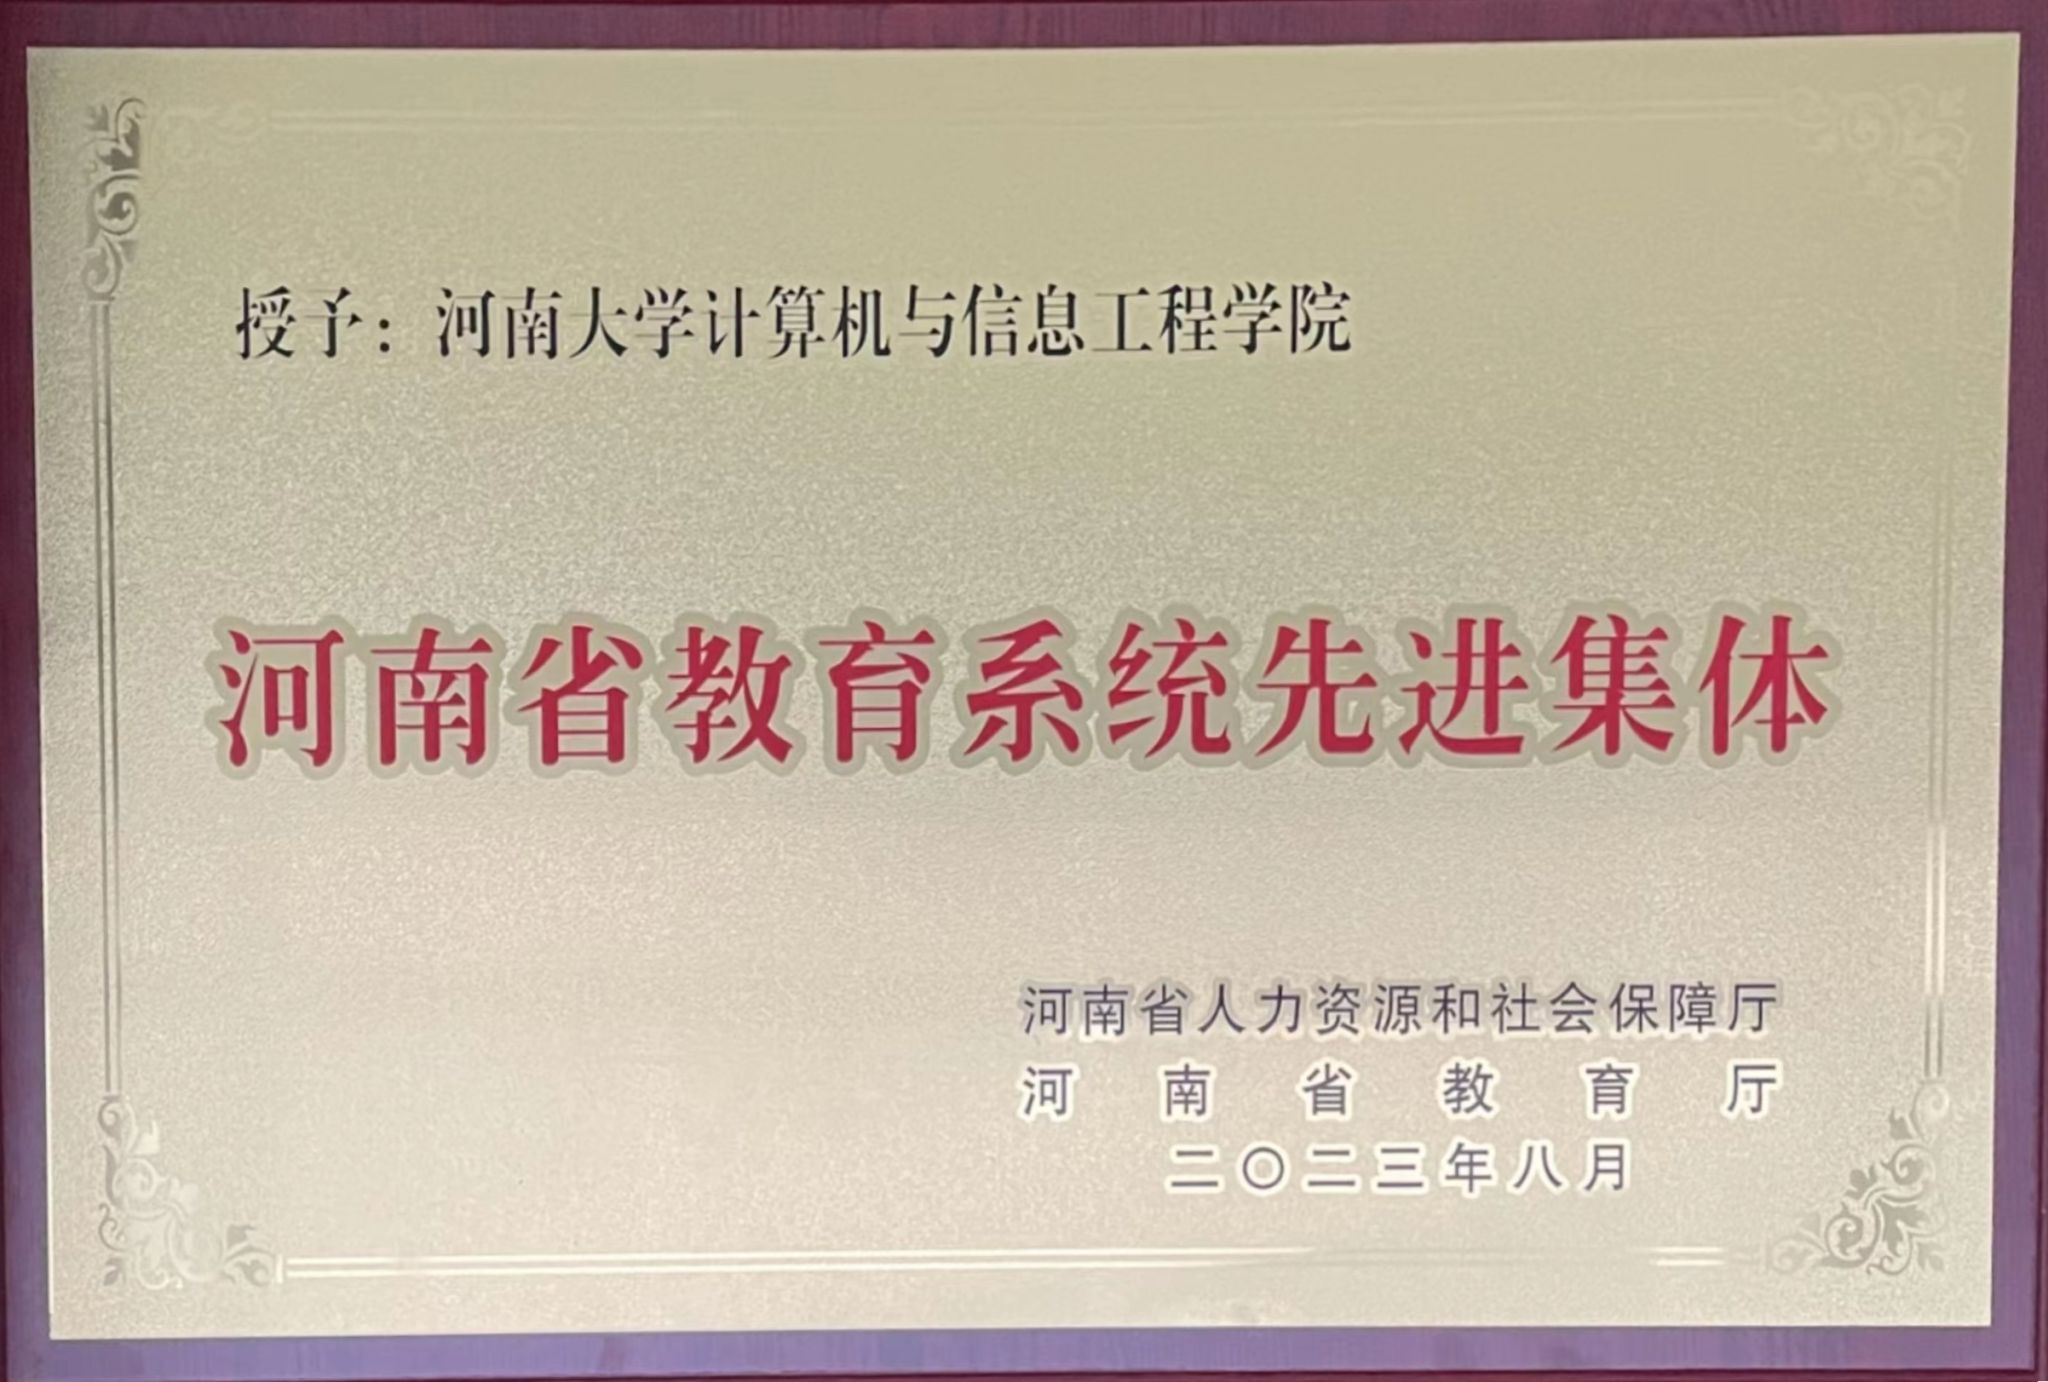 授予：河南大学计算机与信息工程学院
河南省教育系统先进集体
河南省人力资源和社会保障厅
河南省教育厅
二〇二三年八月